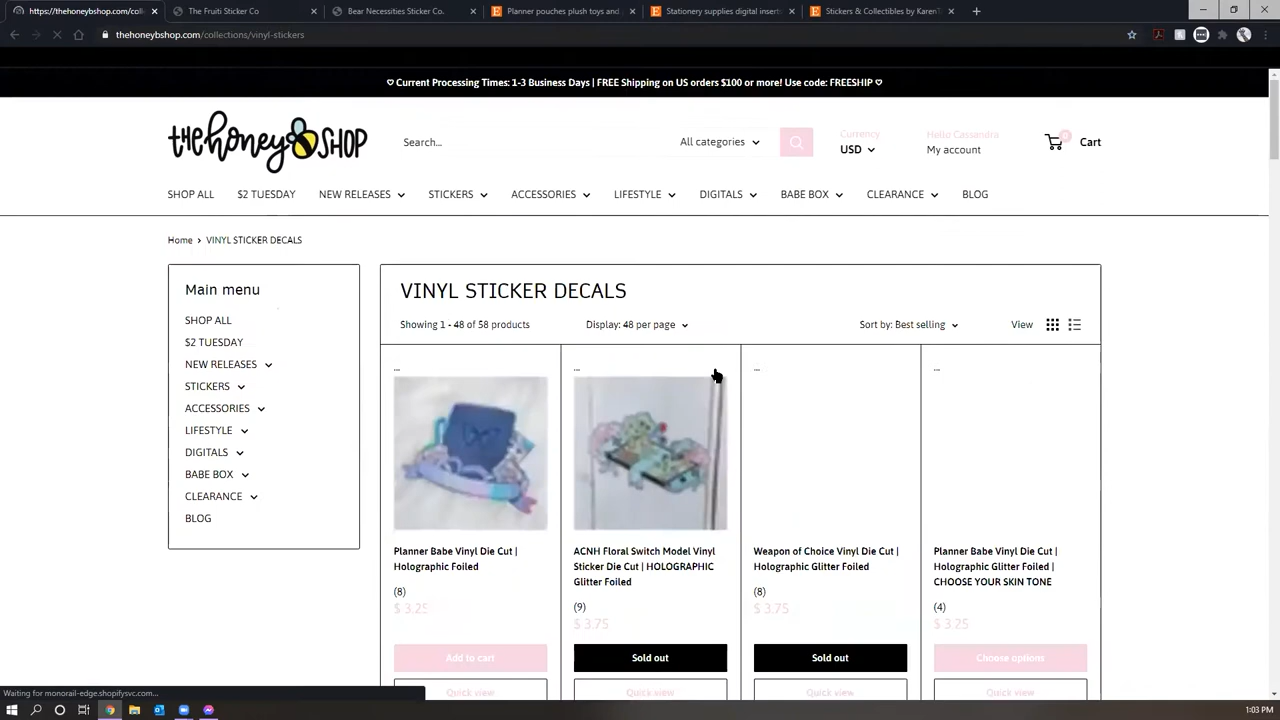 https://thehoneybshop.com/colle
The Fruiti Sticker Co
Bear Necessities Sticker Co.
Planner pouches plush toys and
Stationery supplies digital insert
Stickers & Collectibles by KarenT
thehoneybshop.com/collections/vinyl-stickers
♡ Current Processing Times: 1-3 Business Days | FREE Shipping on US orders $100 or more! Use code: FREESHIP ♡
the honey SHOP
Search...
All categories
Currency
USD
Hello Cassandra
My account
0
Cart
SHOP ALL
$2 TUESDAY
NEW RELEASES
STICKERS
ACCESSORIES
LIFESTYLE
DIGITALS
BABE BOX
CLEARANCE
BLOG
Home > VINYL STICKER DECALS
Main menu
SHOP ALL
$2 TUESDAY
NEW RELEASES
STICKERS
ACCESSORIES
LIFESTYLE
DIGITALS
BABE BOX
CLEARANCE
BLOG
VINYL STICKER DECALS
Showing 1 - 48 of 58 products
Display: 48 per page
Sort by: Best selling
View
...
Planner Babe Vinyl Die Cut |
Holographic Foiled
(8)
$ 3.25
Add to cart
Quick view
...
ACNH Floral Switch Model Vinyl
Sticker Die Cut | HOLOGRAPHIC
Glitter Foiled
(9)
$ 3.75
Sold out
Quick view
...
Weapon of Choice Vinyl Die Cut |
Holographic Glitter Foiled
(8)
$ 3.75
Sold out
Quick view
...
Planner Babe Vinyl Die Cut |
Holographic Glitter Foiled |
CHOOSE YOUR SKIN TONE
(4)
$ 3.25
Choose options
Quick view
Waiting for monorail-edge.shopifysvc.com...
1:03 PM